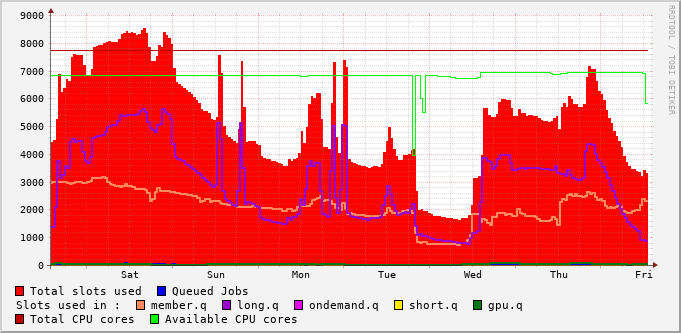 9000
8000
7000
6000
5000
4000
3000
2000
1000
0
Sat Sun Mon Tue Wed Thu Fri
RRDTOOL / TOBI OETIKER
Total slots used Queued Jobs
Slots used in : member.q long.q ondemand.q short.q gpu.q
Total CPU cores Available CPU cores